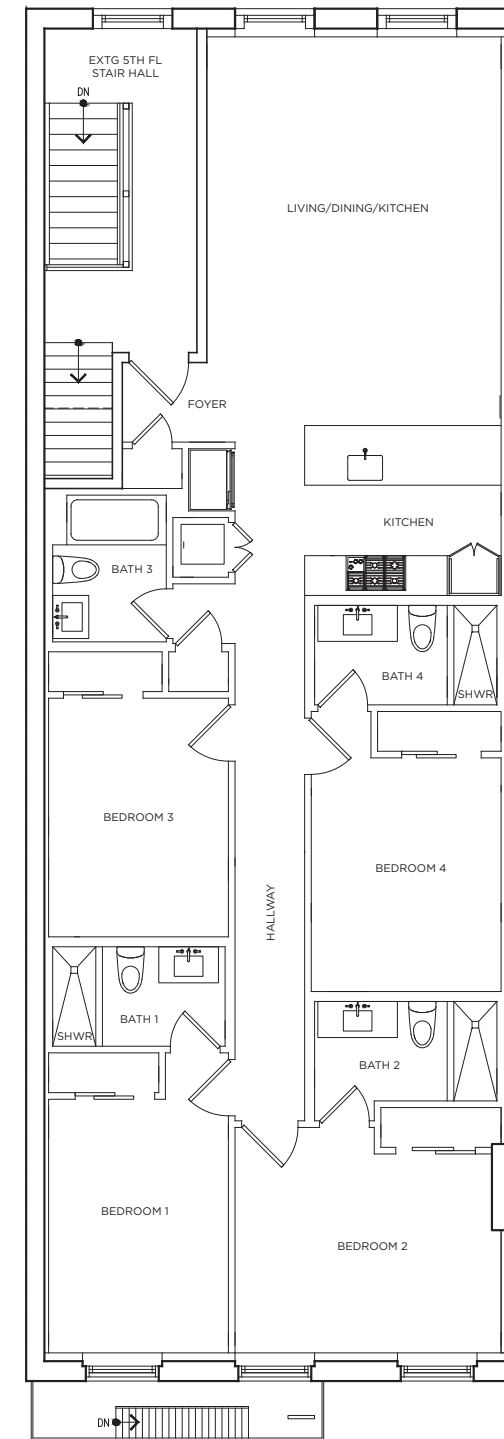 EXTG 5TH FL
STAIR HALL
DN
LIVING/DINING/KITCHEN
FOYER
KITCHEN
BATH 3
BATH 4
SHWR
BEDROOM 3
BEDROOM 4
HALLWAY
BATH 1
SHWR
BATH 2
BEDROOM 1
BEDROOM 2
DN